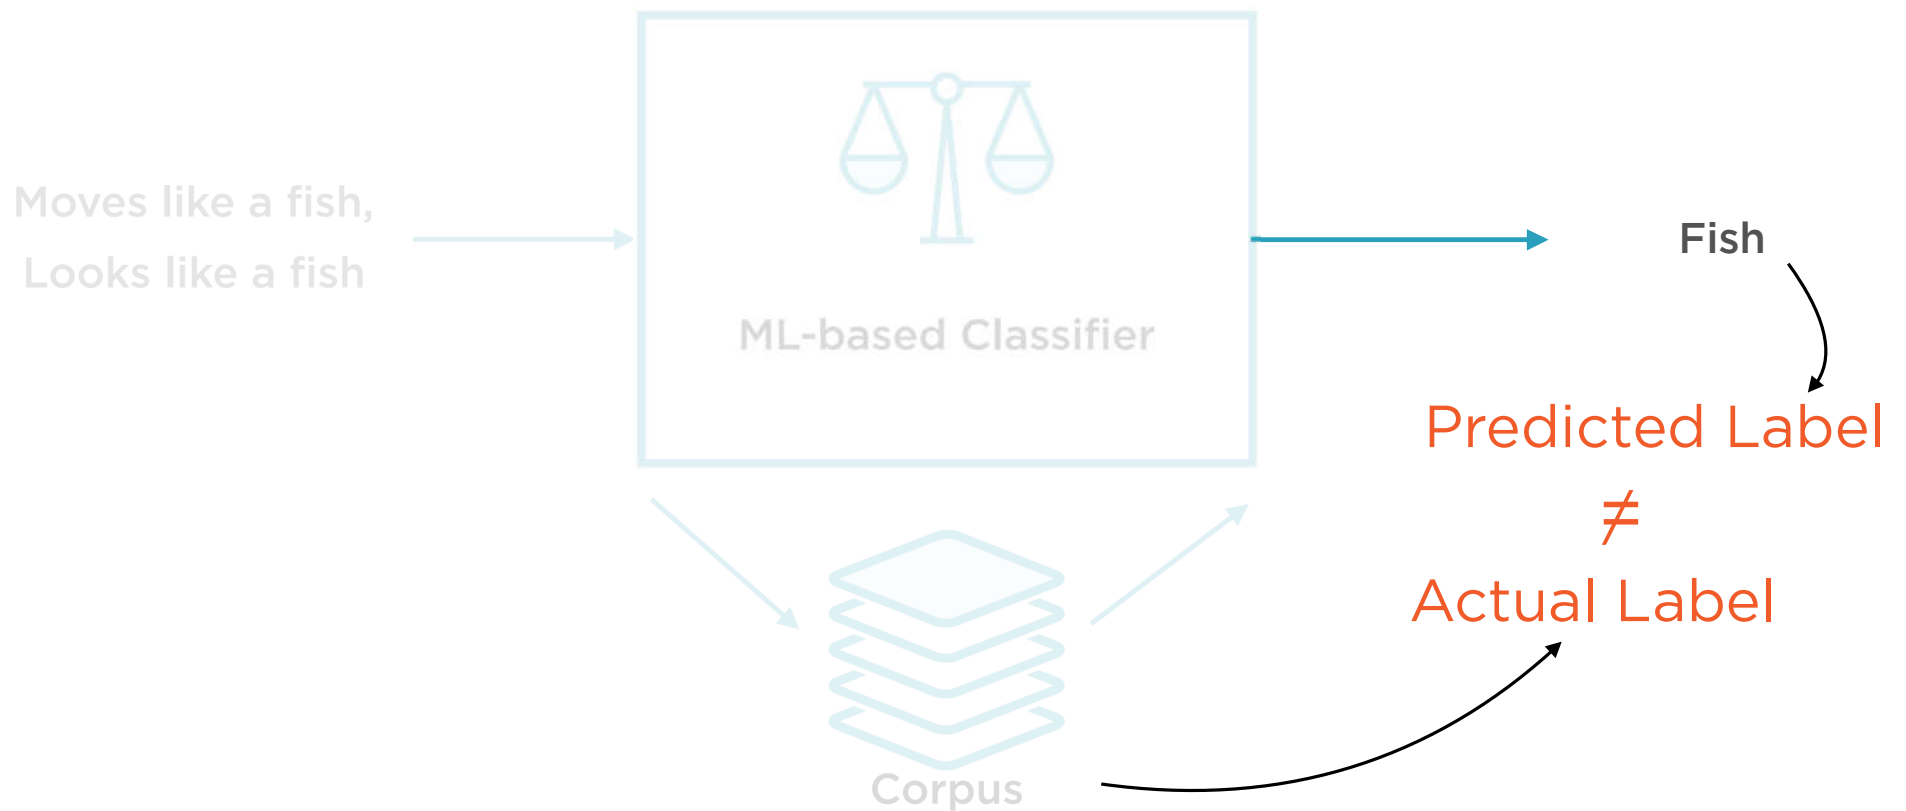 Moves like a fish,
Looks like a fish
ML-based Classifier
Corpus
Fish
Predicted Label
≠
Actual Label